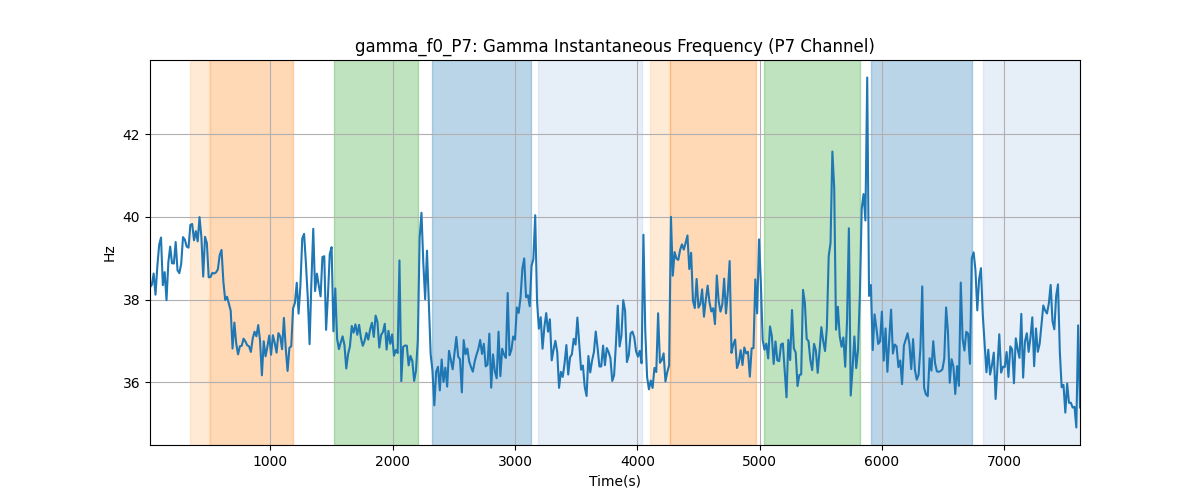 gamma_f0_P7: Gamma Instantaneous Frequency (P7 Channel)
Hz
42
40
38
36
1000 2000 3000 4000 5000 6000 7000
Time(s)